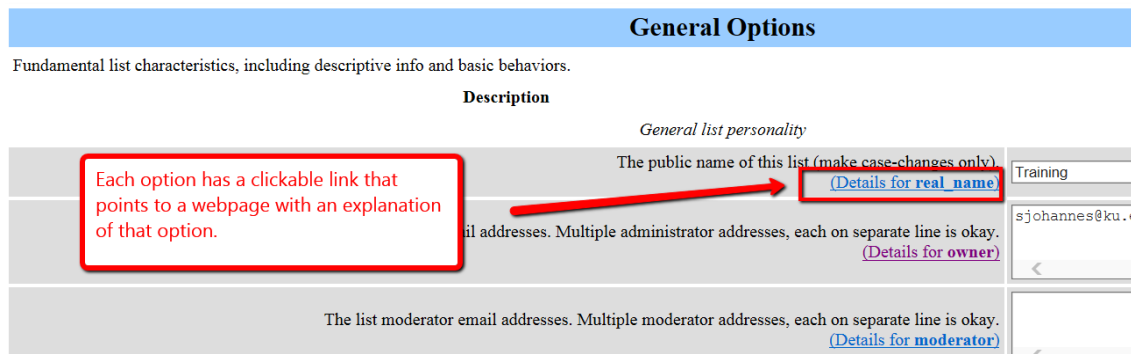 General Options
Fundamental list characteristics, including descriptive info and basic behaviors.
Description
General list personality
The public name of this list (make case-changes only).
(Details for real_name)
Training
Each option has a clickable link that
points to a webpage with an explanation
of that option.
addresses. Multiple administrator addresses, each on separate line is okay.
(Details for owner)
sjohannes@ku.
The list moderator email addresses. Multiple moderator addresses, each on separate line is okay.
(Details for moderator)